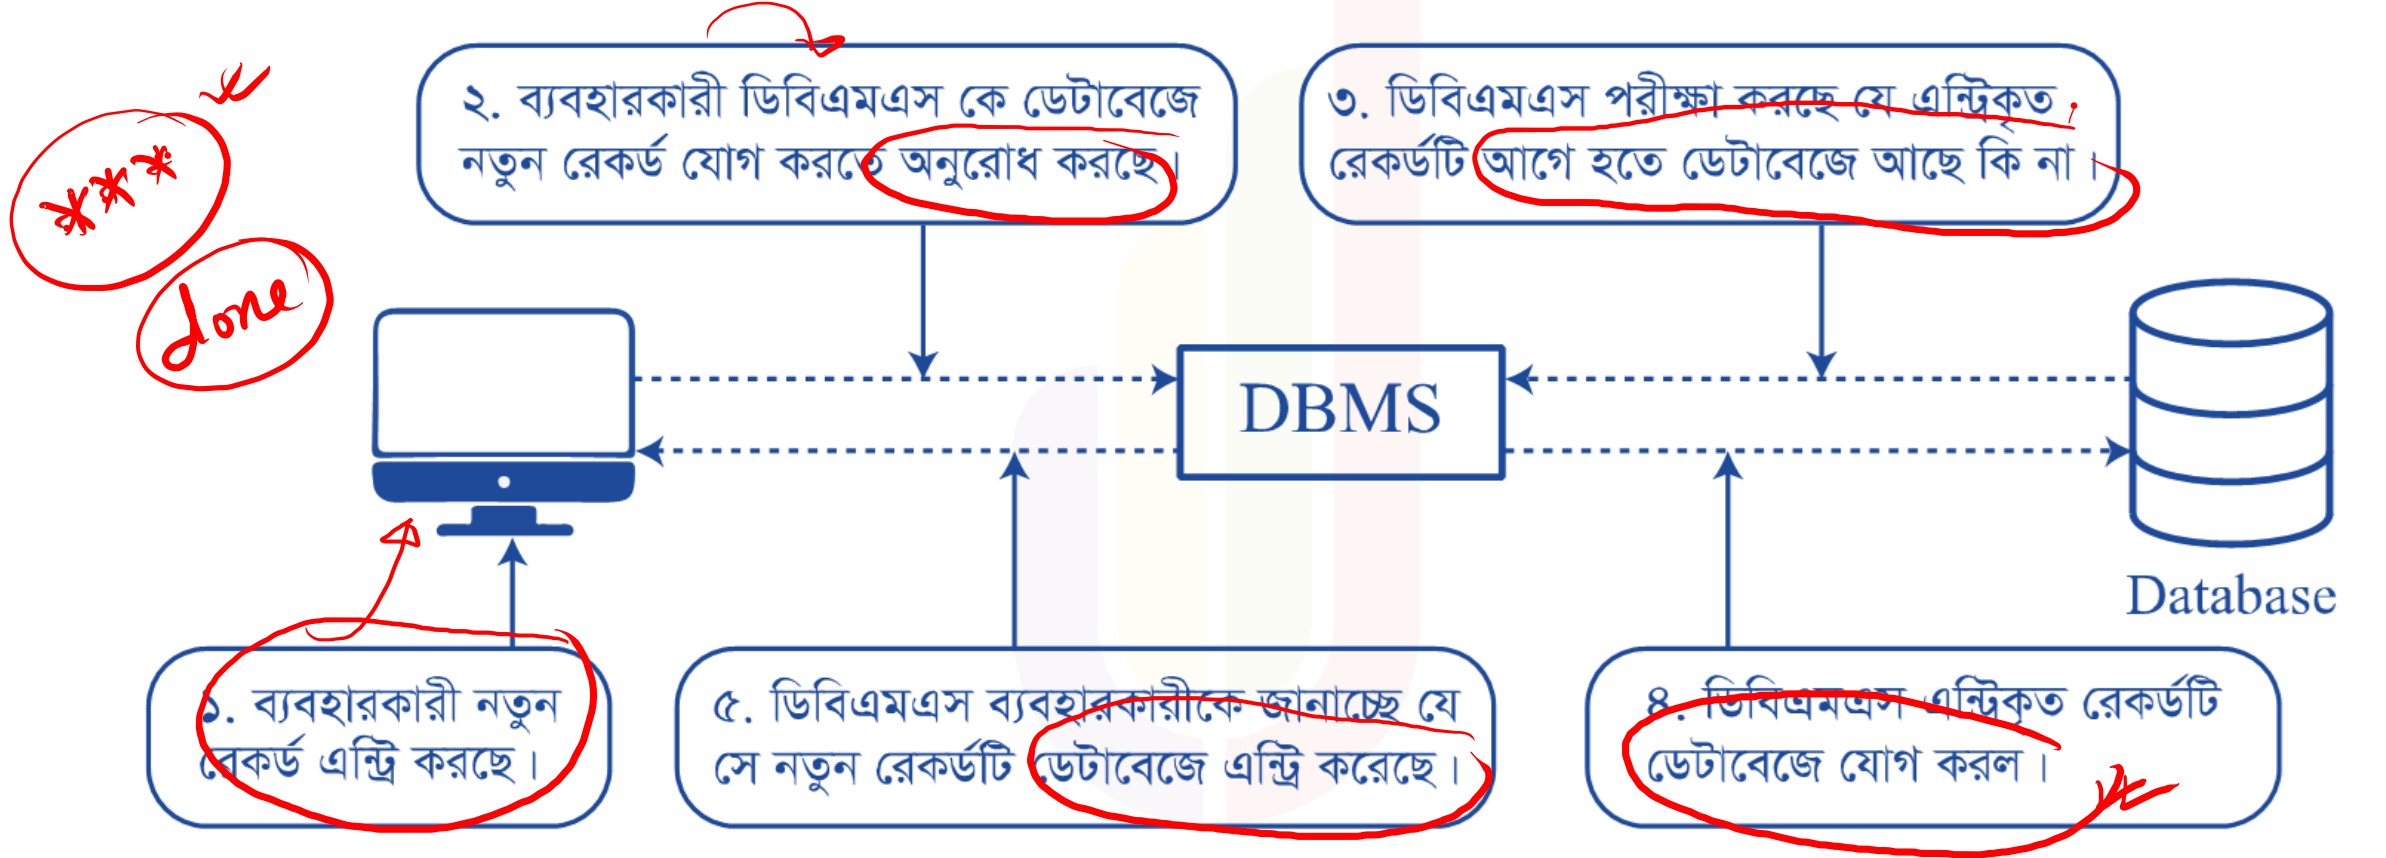 ২. ব্যবহারকারী ডিবিএমএস কে ডেটাবেজে
নতুন রেকর্ড যোগ করতে অনুরোধ করছে।
৩. ডিবিএমএস পরীক্ষা করছে যে এন্ট্রিকৃত
রেকর্ডটি আগে হতে ডেটাবেজে আছে কি না।
***
done
DBMS
Database
১. ব্যবহারকারী নতুন
রেকর্ড এন্ট্রি করছে।
৫. ডিবিএমএস ব্যবহারকারীকে জানাচ্ছে যে
সে নতুন রেকর্ডটি ডেটাবেজে এন্ট্রি করেছে।
৪. ডিবিএমএস এন্ট্রিকৃত রেকর্ডটি
ডেটাবেজে যোগ করল।